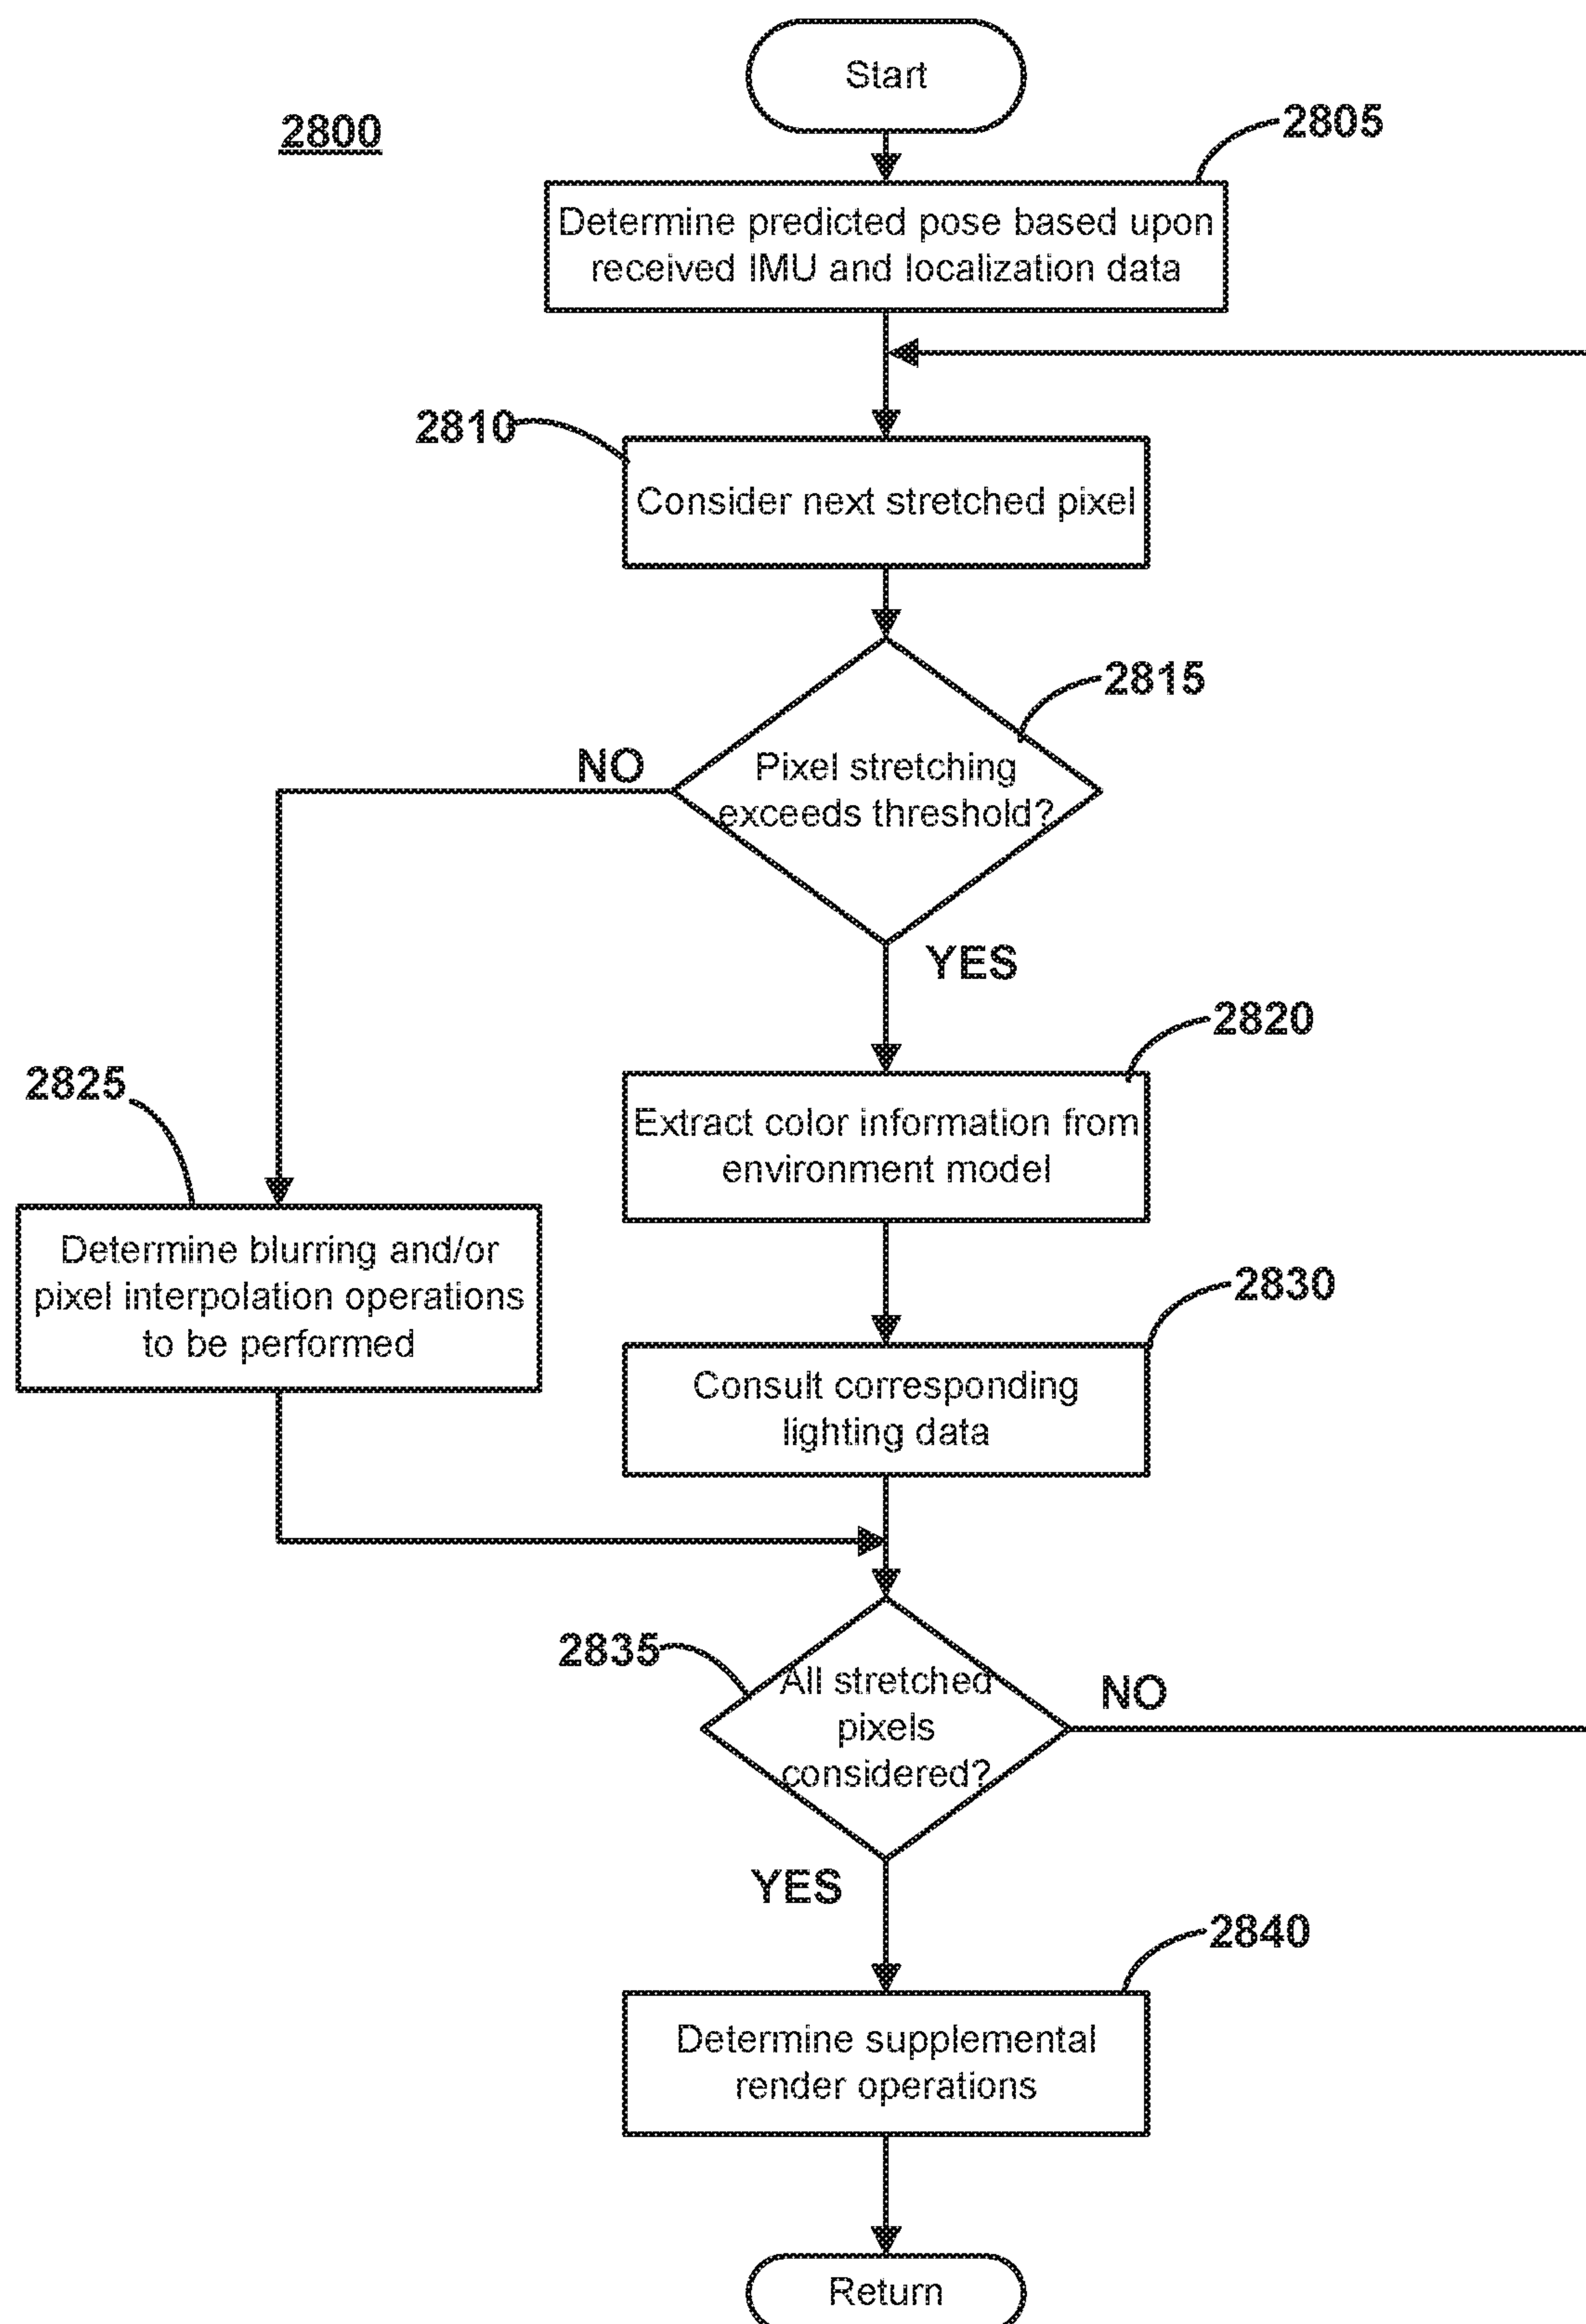 Start
2800
2805
Determine predicted pose based upon
received IMU and localization data
2810
Consider next stretched pixel
2815
NO
Pixel stretching
exceeds threshold?
YES
2820
Extract color information from
environment model
2825
Determine blurring and/or
pixel interpolation operations
to be performed
2830
Consult corresponding
lighting data
2835
All stretched
pixels
considered?
NO
YES
2840
Determine supplemental
render operations
Return